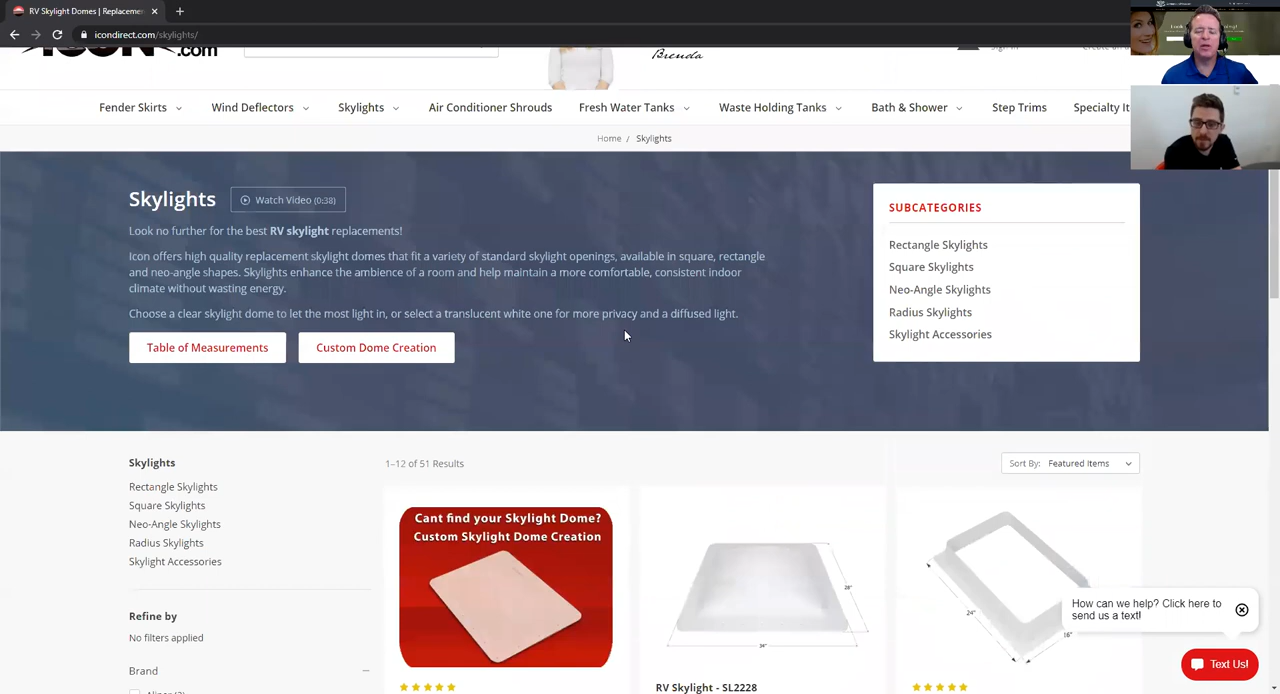 RV Skylight Domes | Replacemen
icondirect.com/skylights/
.com
Brenda
Fender Skirts
Wind Deflectors
Skylights
Air Conditioner Shrouds
Fresh Water Tanks
Waste Holding Tanks
Bath & Shower
Step Trims
Specialty It
Home / Skylights
Skylights
Watch Video (0:38)
Look no further for the best RV skylight replacements!
Icon offers high quality replacement skylight domes that fit a variety of standard skylight openings, available in square, rectangle
and neo-angle shapes. Skylights enhance the ambience of a room and help maintain a more comfortable, consistent indoor
climate without wasting energy.
Choose a clear skylight dome to let the most light in, or select a translucent white one for more privacy and a diffused light.
Table of Measurements
Custom Dome Creation
SUBCATEGORIES
Rectangle Skylights
Square Skylights
Neo-Angle Skylights
Radius Skylights
Skylight Accessories
Skylights
Rectangle Skylights
Square Skylights
Neo-Angle Skylights
Radius Skylights
Skylight Accessories
Refine by
No filters applied
Brand
1–12 of 51 Results
Sort By: Featured Items
Cant find your Skylight Dome?
Custom Skylight Dome Creation
28"
34"
RV Skylight - SL2228
24"
16"
How can we help? Click here to
send us a text!
Text Us!